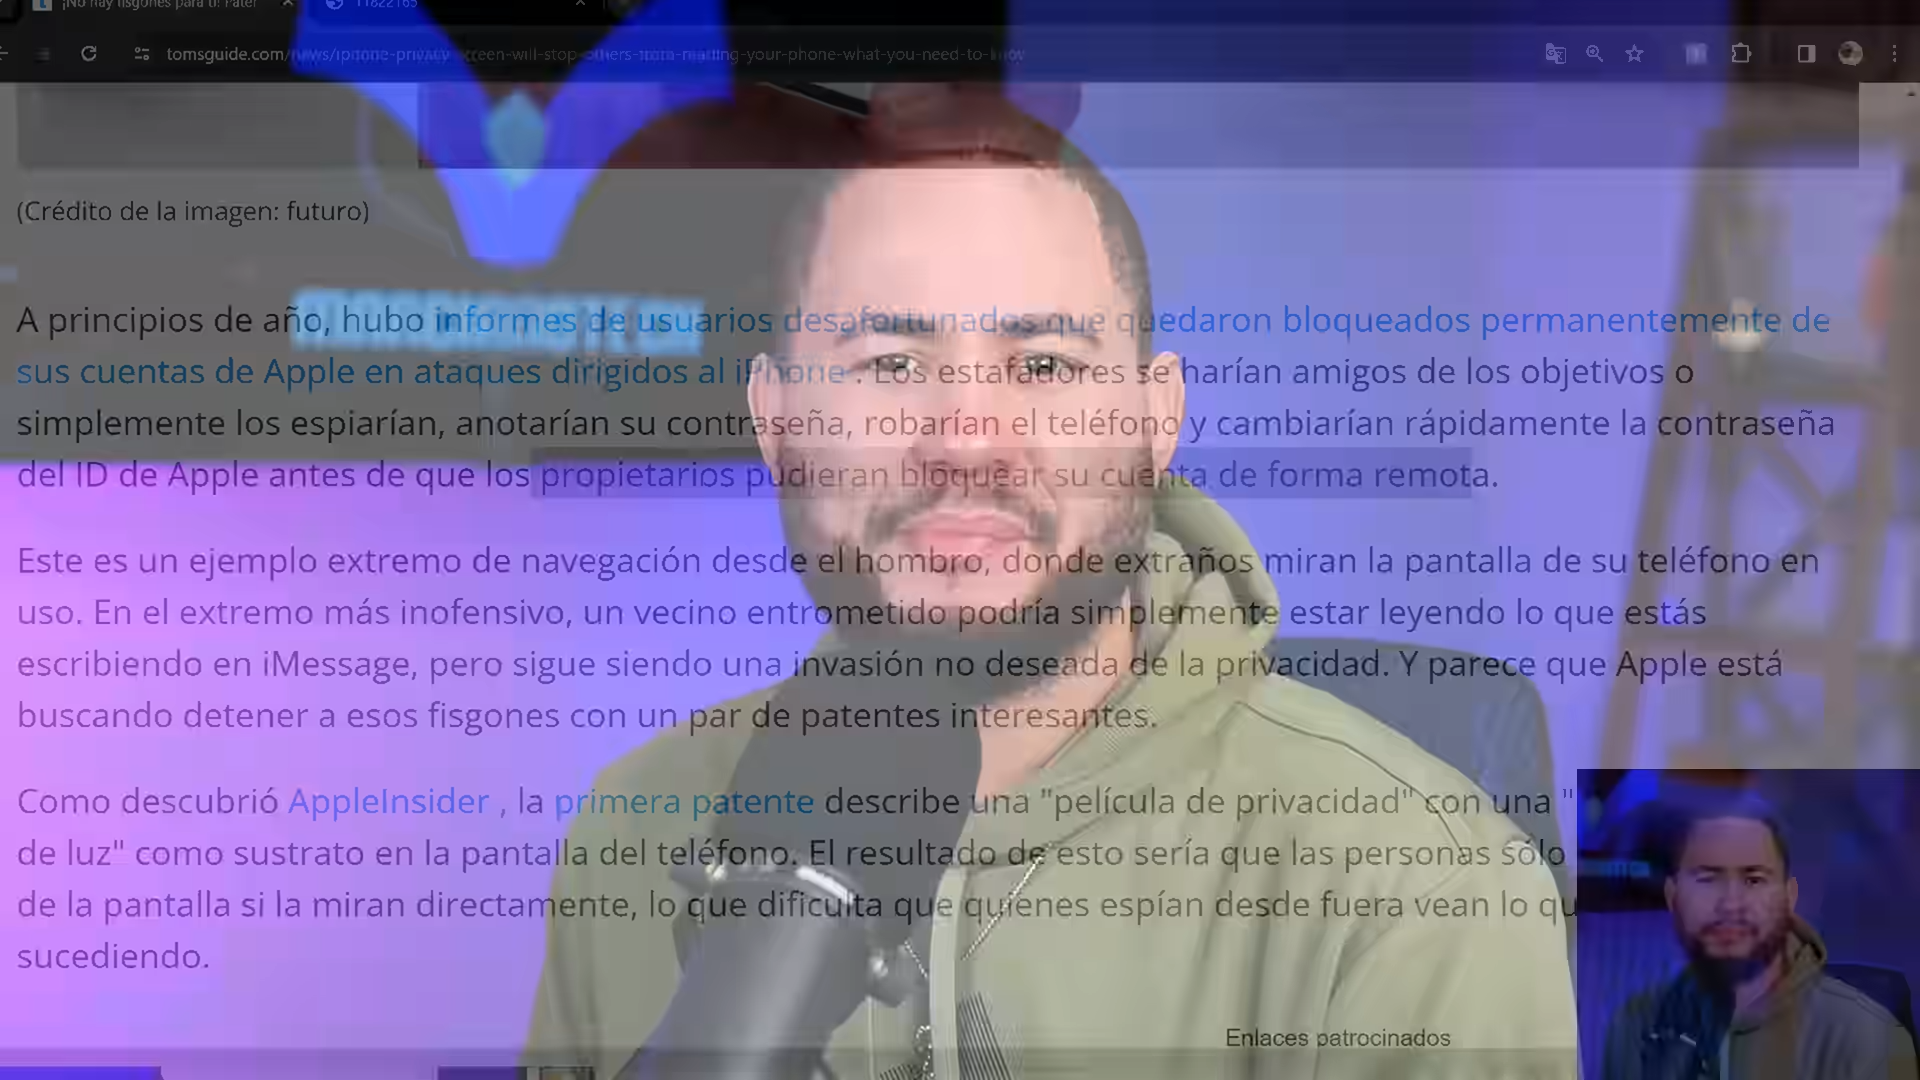 ¡No hay fisgones para ti! Paten
11822165
tomsguide.com/news/iphone-privacy-screen-will-stop-others-from-reading-your-phone-what-you-need-to-know
(Crédito de la imagen: futuro)
A principios de año, hubo informes de usuarios desafortunados que quedaron bloqueados permanentemente de
sus cuentas de Apple en ataques dirigidos al iPhone . Los estafadores se harían amigos de los objetivos o
simplemente los espiarían, anotarían su contraseña, robarían el teléfono y cambiarían rápidamente la contraseña
del ID de Apple antes de que los propietarios pudieran bloquear su cuenta de forma remota.
Este es un ejemplo extremo de navegación desde el hombro, donde extraños miran la pantalla de su teléfono en
uso. En el extremo más inofensivo, un vecino entrometido podría simplemente estar leyendo lo que estás
escribiendo en iMessage, pero sigue siendo una invasión no deseada de la privacidad. Y parece que Apple está
buscando detener a esos fisgones con un par de patentes interesantes.
Como descubrió AppleInsider , la primera patente describe una "película de privacidad" con una "
de luz" como sustrato en la pantalla del teléfono. El resultado de esto sería que las personas sólo
de la pantalla si la miran directamente, lo que dificulta que quienes espían desde fuera vean lo qu
sucediendo.
Enlaces patrocinados